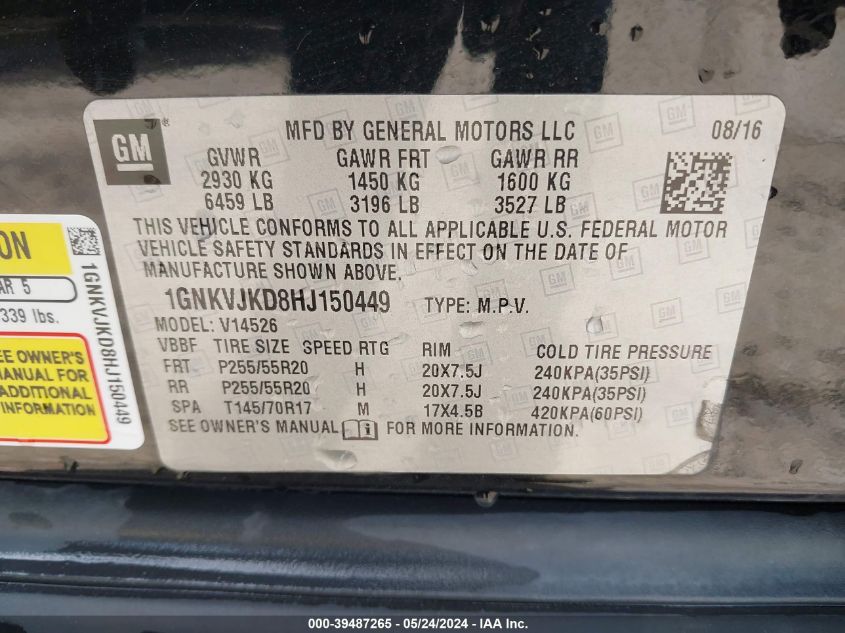 GM
MFD BY GENERAL MOTORS LLC 08/16
GVWR GAWR FRT GAWR RR
2930 KG 1450 KG 1600 KG
6459 LB 3196 LB 3527 LB
THIS VEHICLE CONFORMS TO ALL APPLICABLE U.S. FEDERAL MOTOR
VEHICLE SAFETY STANDARDS IN EFFECT ON THE DATE OF
MANUFACTURE SHOWN ABOVE.
1GNKVJKD8HJ150449 TYPE: M.P.V.
MODEL: V14526
VBBF TIRE SIZE SPEED RTG RIM COLD TIRE PRESSURE
FRT P255/55R20 H 20X7.5J 240KPA(35PSI)
RR P255/55R20 H 20X7.5J 240KPA(35PSI)
SPA T145/70R17 M 17X4.5B 420KPA(60PSI)
SEE OWNER'S MANUAL FOR MORE INFORMATION.
ON
AR 5
339 lbs.
EE OWNER'S
MANUAL FOR
ADDITIONAL
FORMATION
1GNKVJKD8HJ150449
000-39487265 - 05/24/2024 - © IAA, Inc.